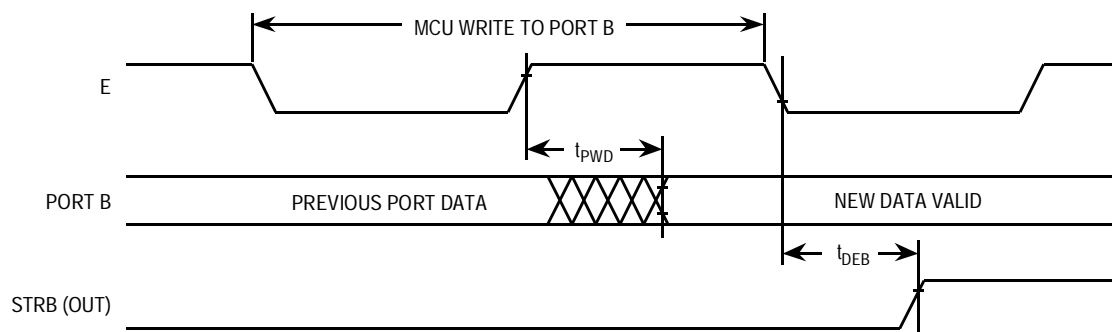 MCU WRITE TO PORT B
E
tPWD
PORT B
PREVIOUS PORT DATA
NEW DATA VALID
tDEB
STRB (OUT)